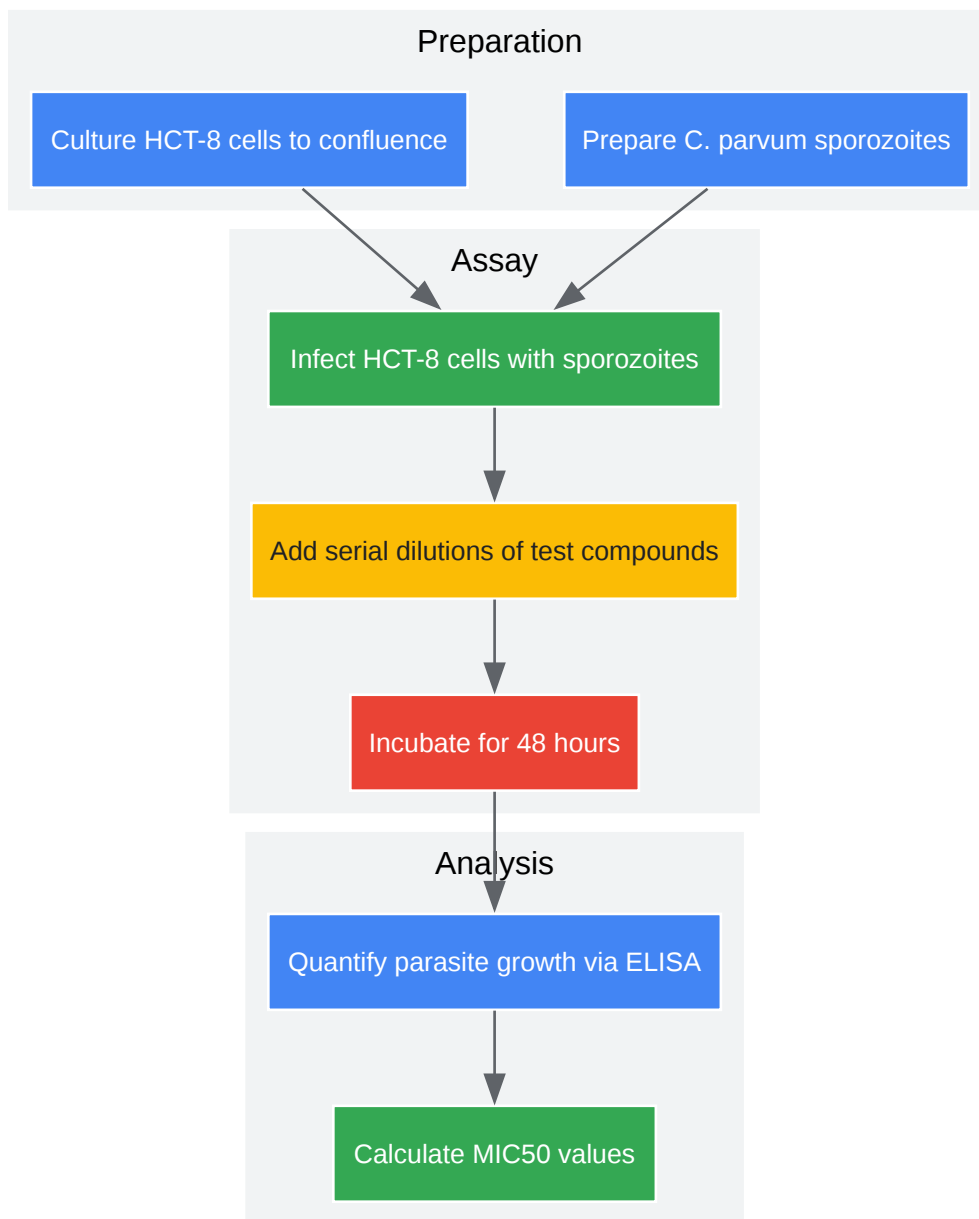 Preparation
Culture HCT-8 cells to confluence
Prepare C. parvum sporozoites
Assay
Infect HCT-8 cells with sporozoites
Add serial dilutions of test compounds
Incubate for 48 hours
Analysis
Quantify parasite growth via ELISA
Calculate MIC50 values